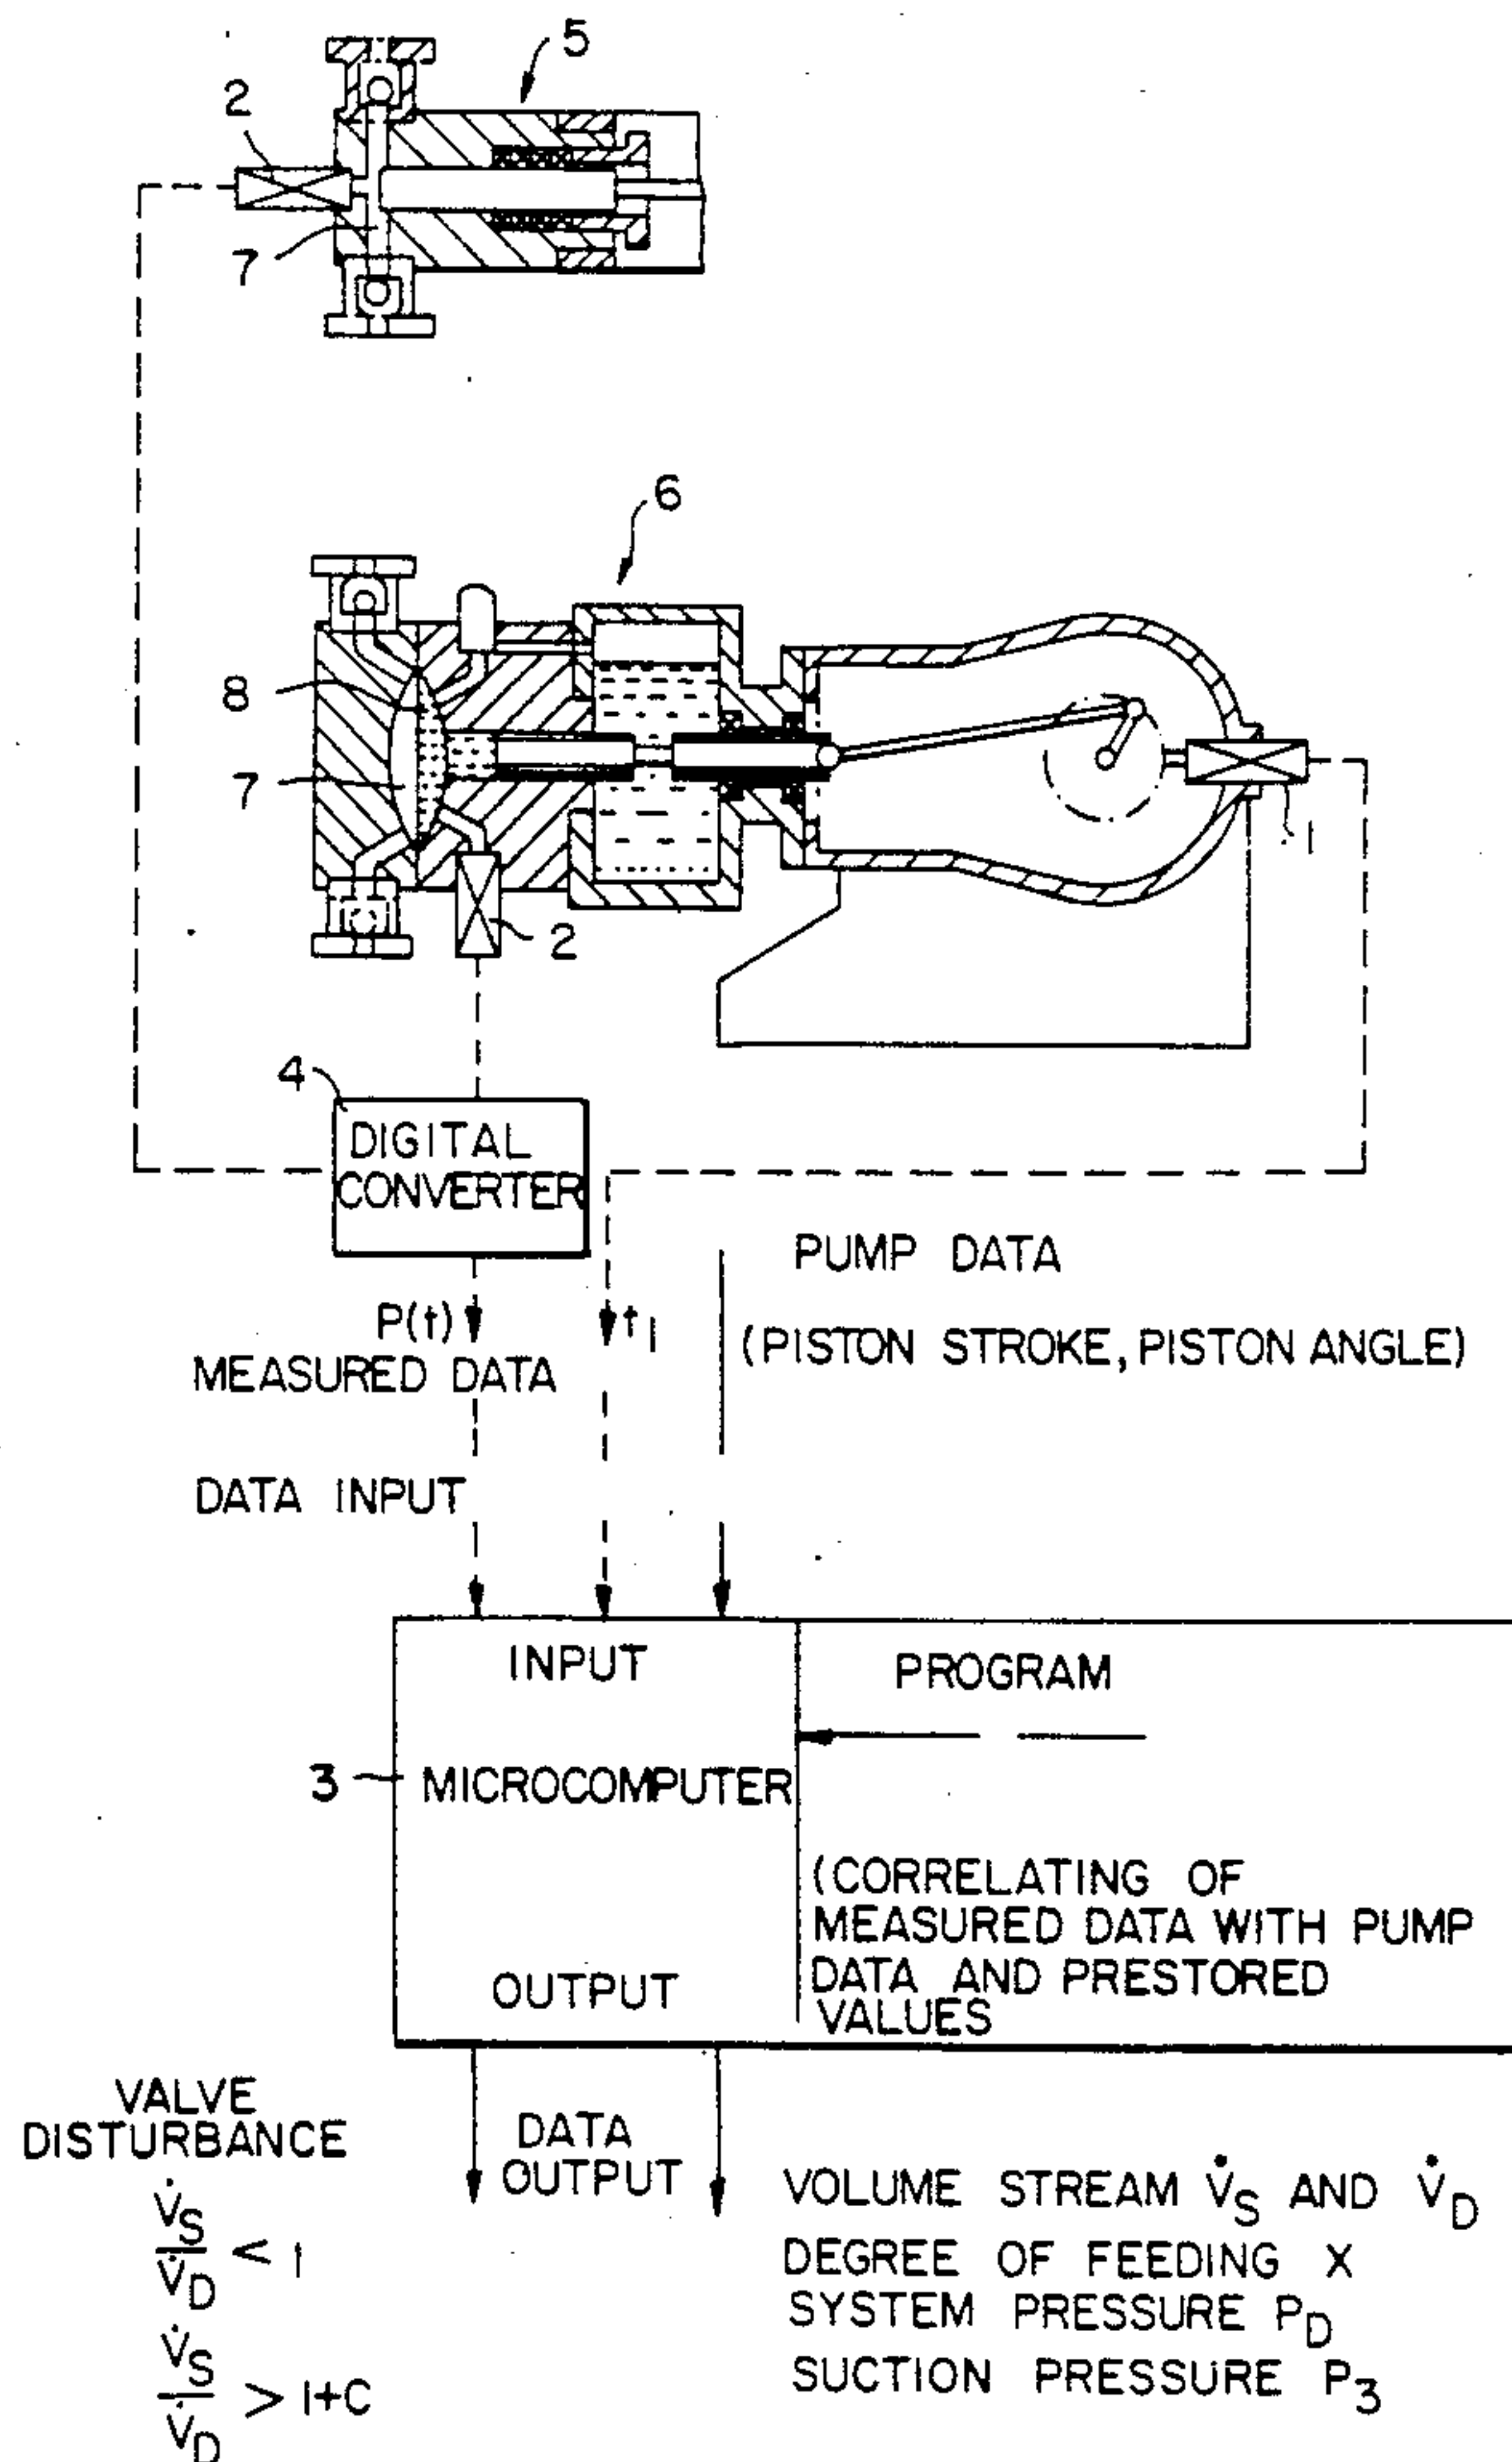 5
2
7
6
8
7
1
2
4
DIGITAL
CONVERTER
PUMP DATA
P(t)
t1
(PISTON STROKE, PISTON ANGLE)
MEASURED DATA
DATA INPUT
INPUT
PROGRAM
3
MICROCOMPUTER
(CORRELATING OF
MEASURED DATA WITH PUMP
DATA AND PRESTORED
VALUES
OUTPUT
VALVE
DISTURBANCE
V̇S
V̇D
< 1
V̇S
V̇D
> 1+C
DATA
OUTPUT
VOLUME STREAM V̇S AND V̇D
DEGREE OF FEEDING X
SYSTEM PRESSURE PD
SUCTION PRESSURE P3